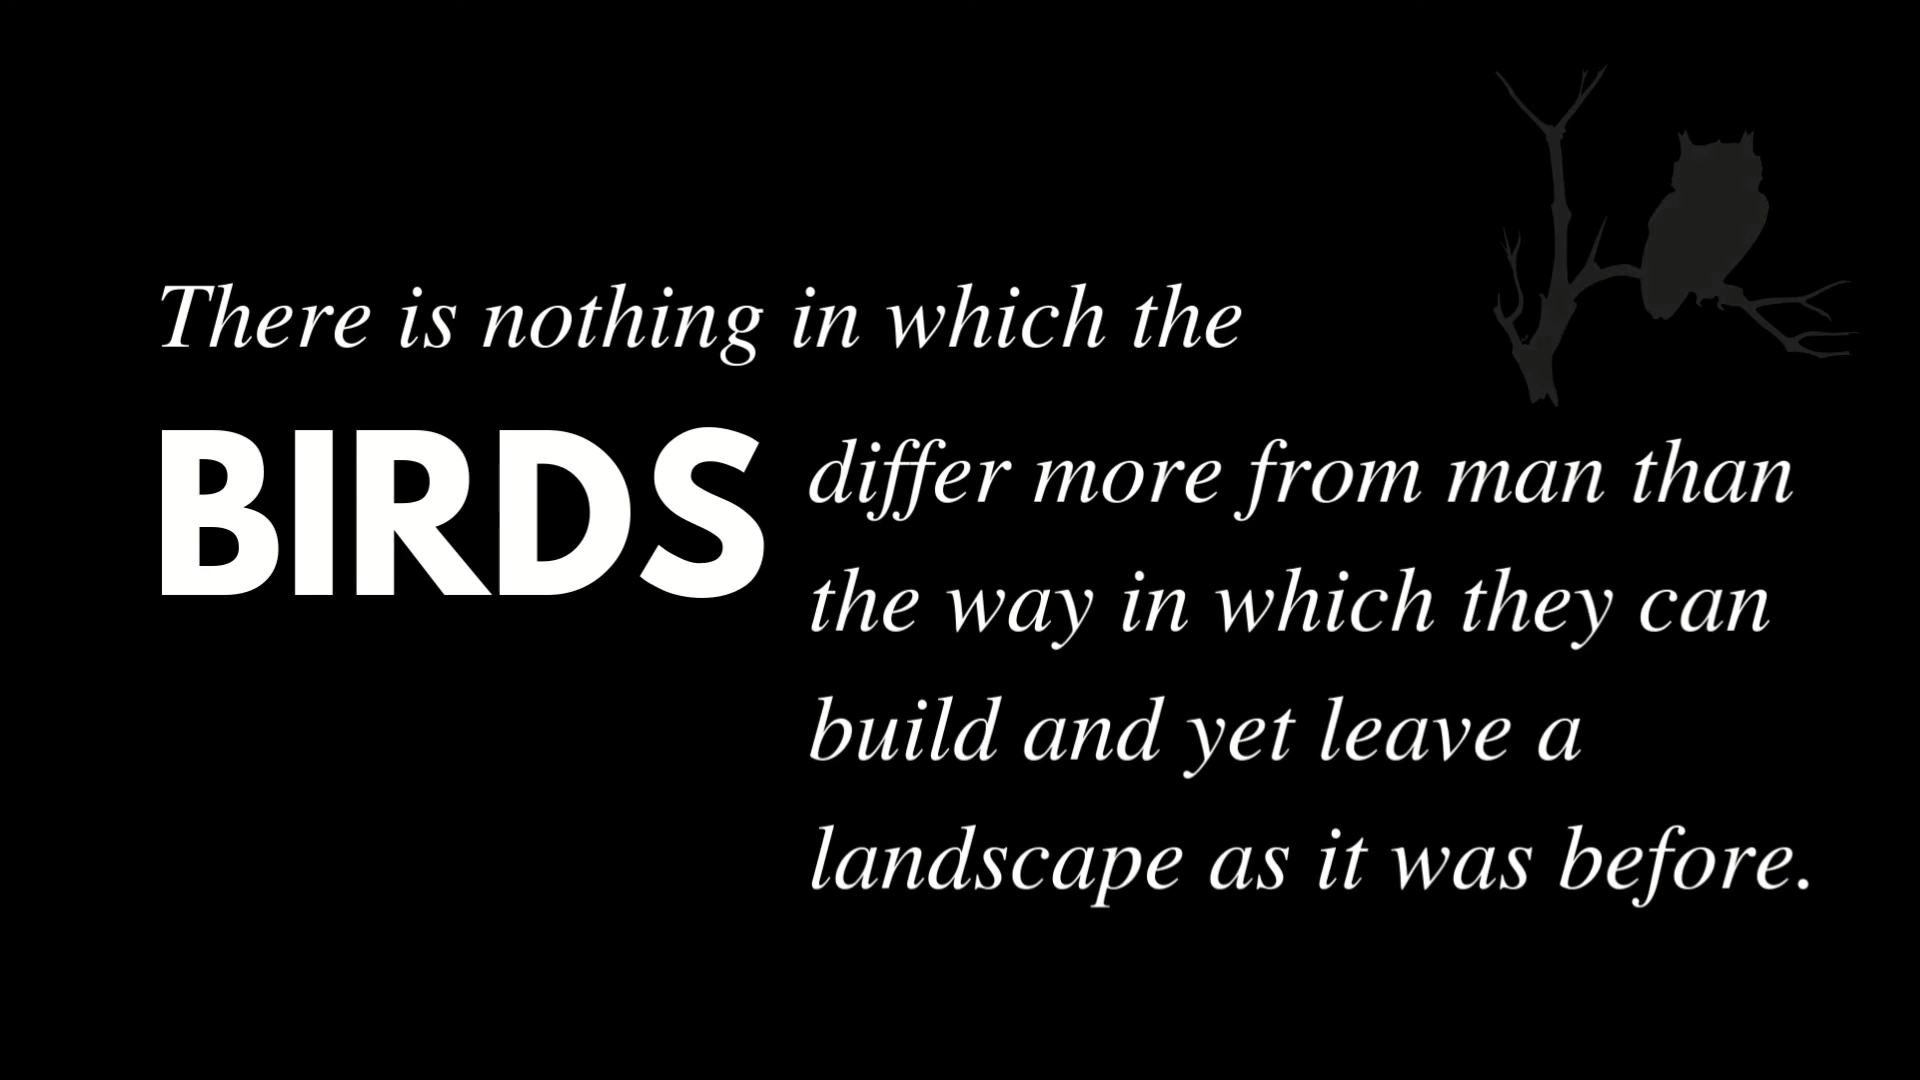 There is nothing in which the
BIRDS differ more from man than
the way in which they can
build and yet leave a
landscape as it was before.